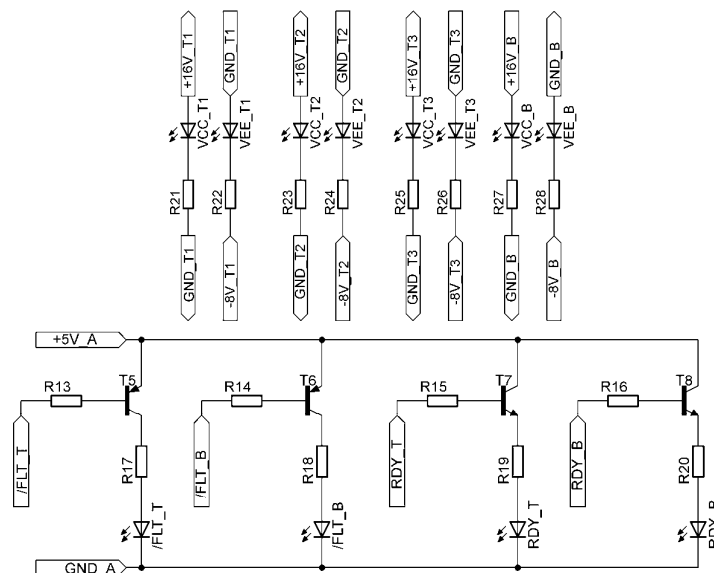 +16V_T1
GND_T1
+16V_T2
GND_T2
+16V_T3
GND_T3
+16V_B
GND_B
VCC_T1
VEE_T1
VCC_T2
VEE_T2
VCC_T3
VEE_T3
VCC_B
VEE_B
R21
R22
R23
R24
R25
R26
R27
R28
GND_T1
-8V_T1
GND_T2
-8V_T2
GND_T3
-8V_T3
GND_B
-8V_B
+5V_A
T5
T6
T7
T8
R13
R14
R15
R16
/FLT_T
/FLT_B
RDY_T
RDY_B
R17
R18
R19
R20
/FLT_T
/FLT_B
RDY_T
RDY_B
GND_A